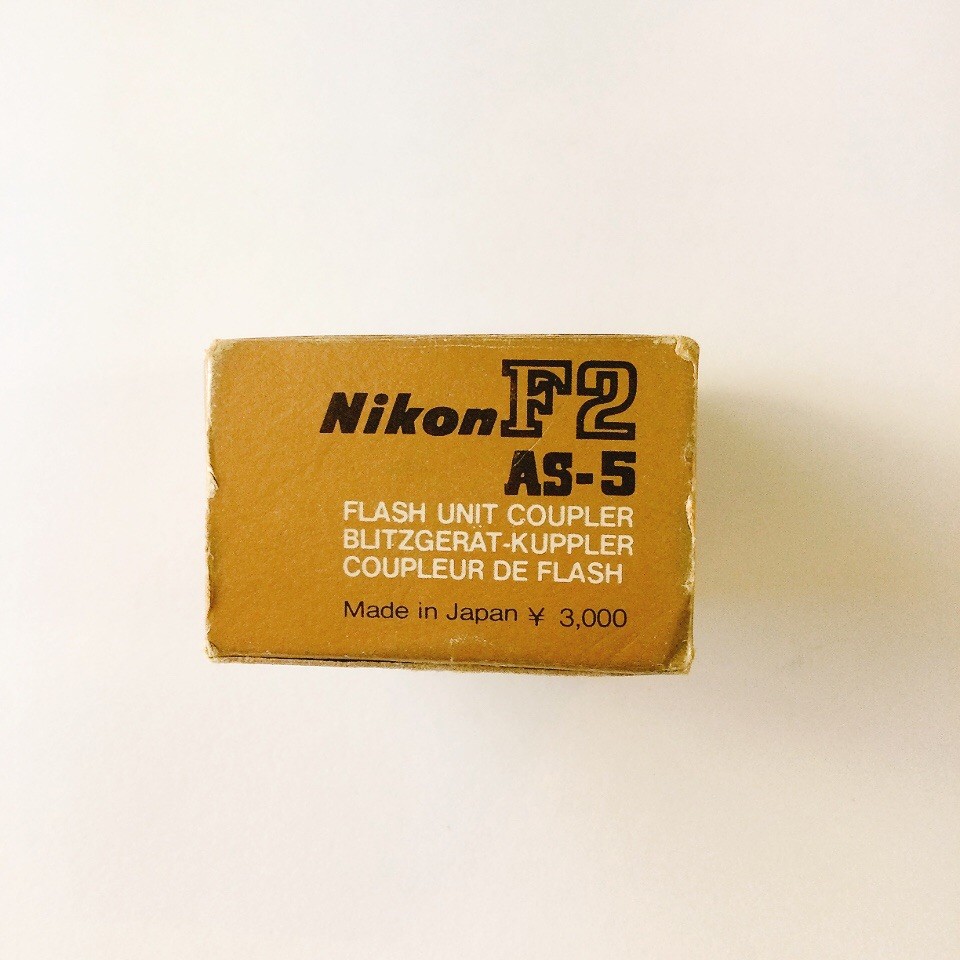 Nikon F2
AS-5
FLASH UNIT COUPLER
BLITZGERÄT-KUPPLER
COUPLEUR DE FLASH
Made in Japan ¥ 3,000